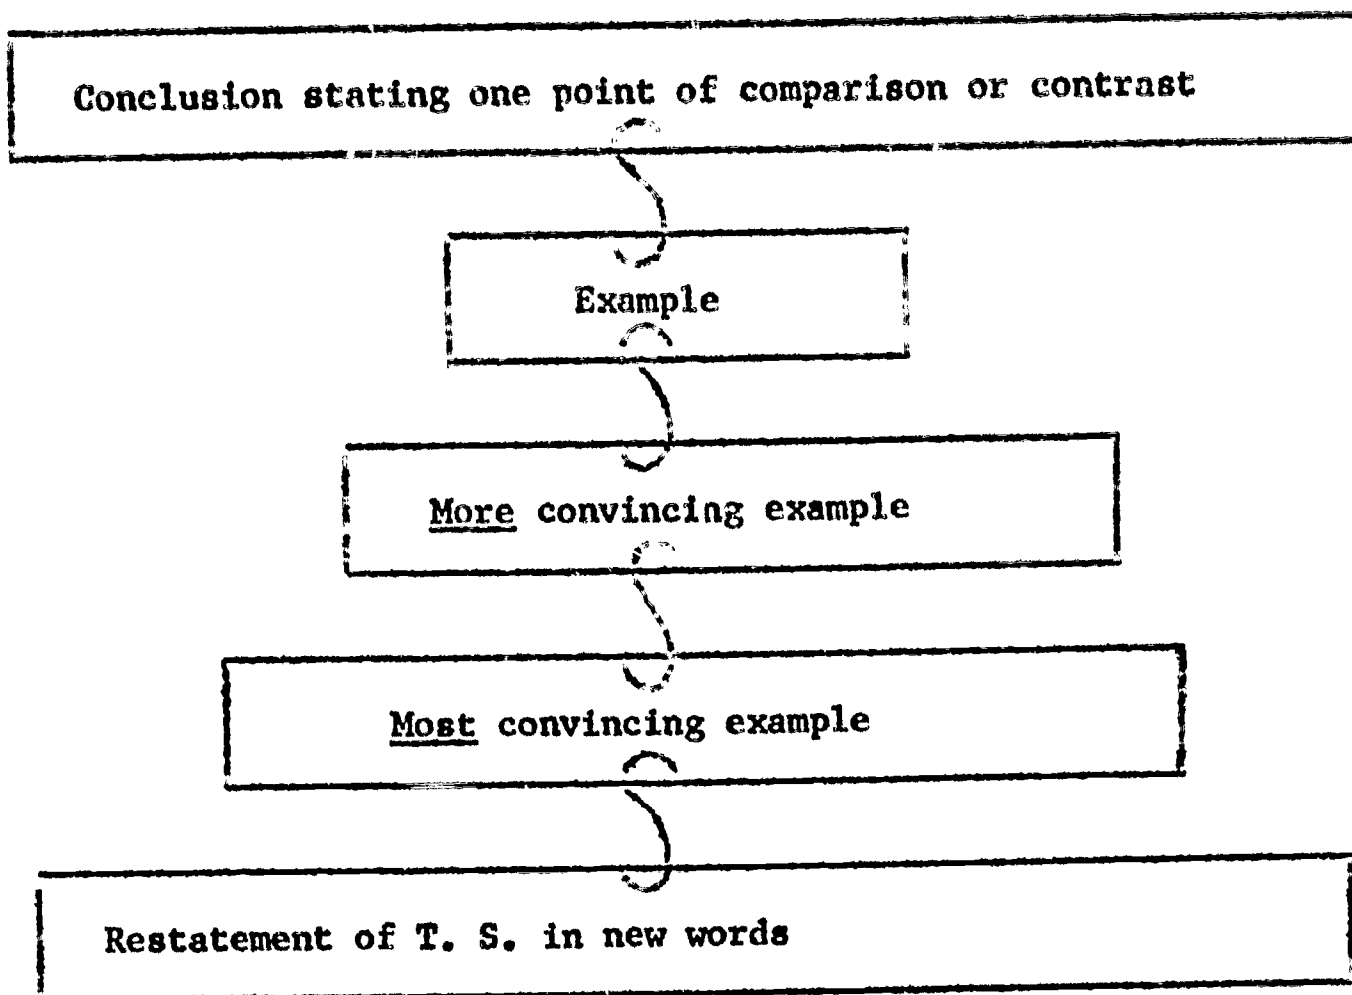 Conclusion stating one point of comparison or contrast
Example
More convincing example
Most convincing example
Restatement of T. S. in new words